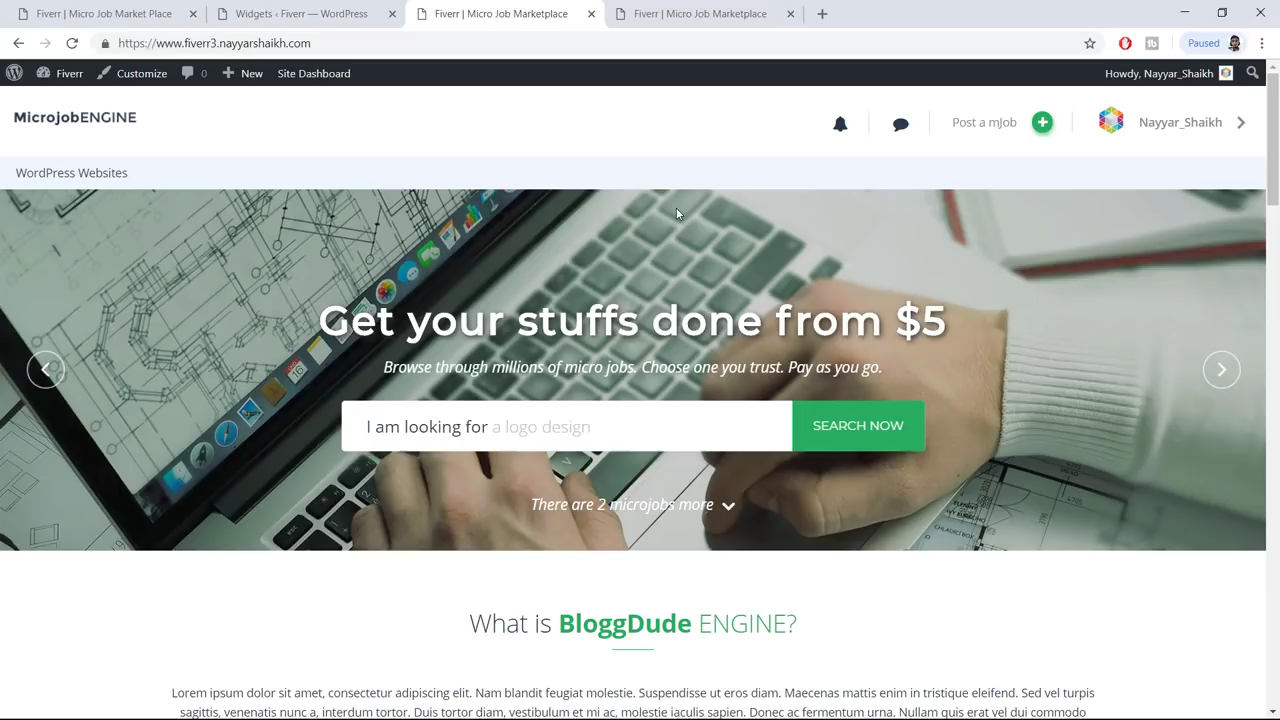 Fiverr | Micro Job Market Place
Widgets ‹ Fiverr — WordPress
Fiverr | Micro Job Marketplace
Fiverr | Micro Job Marketplace
https://www.fiverr3.nayyarshaikh.com
Paused
Fiverr
Customize
0
New
Site Dashboard
Howdy, Nayyar_Shaikh
MicrojobENGINE
Post a mJob
Nayyar_Shaikh
WordPress Websites
Get your stuffs done from $5
Browse through millions of micro jobs. Choose one you trust. Pay as you go.
I am looking for a logo design
SEARCH NOW
There are 2 microjobs more
What is BloggDude ENGINE?
Lorem ipsum dolor sit amet, consectetur adipiscing elit. Nam blandit feugiat molestie. Suspendisse ut eros diam. Maecenas mattis enim in tristique eleifend. Sed vel turpis
sagittis, venenatis nunc a, interdum tortor. Duis tortor diam, vestibulum et mi ac, molestie iaculis sapien. Donec ac fermentum urna. Nullam quis elit vel dui commodo